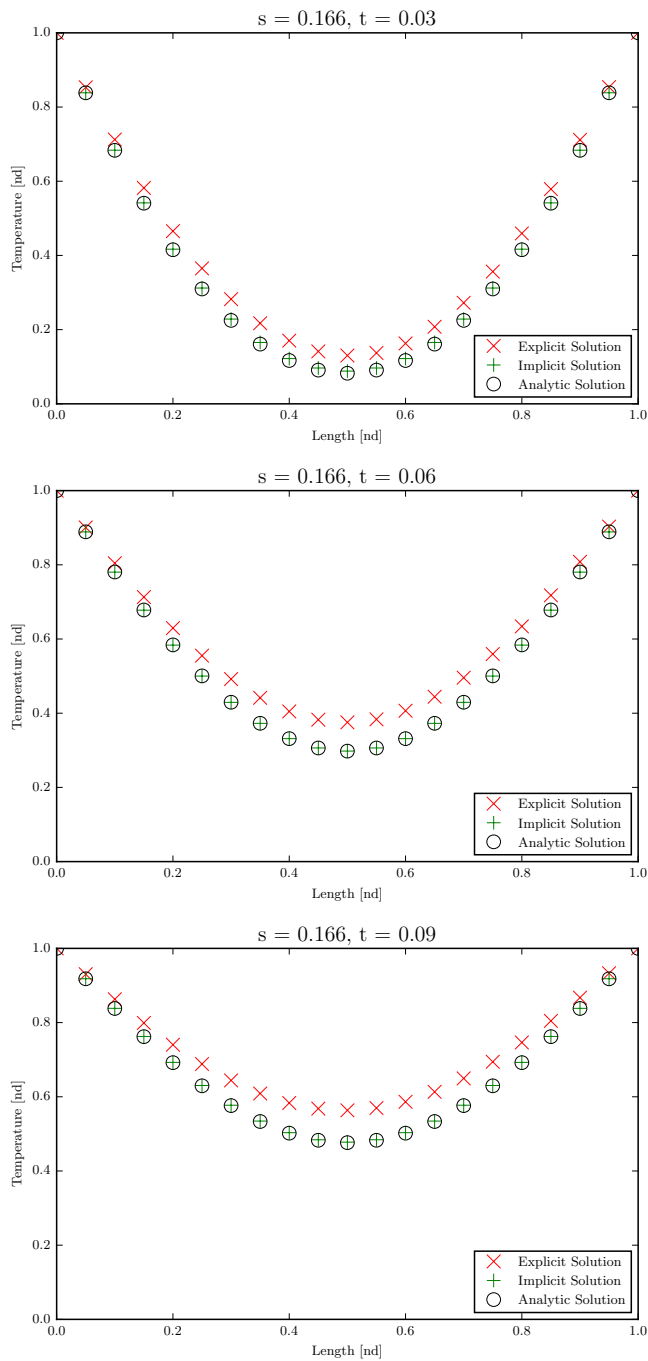 s = 0.166, t = 0.03
1.0
0.8
0.6
0.4
0.2
0.0
Temperature [nd]
0.0 0.2 0.4 0.6 0.8 1.0
Length [nd]
Explicit Solution
Implicit Solution
Analytic Solution
s = 0.166, t = 0.06
1.0
0.8
0.6
0.4
0.2
0.0
Temperature [nd]
0.0 0.2 0.4 0.6 0.8 1.0
Length [nd]
Explicit Solution
Implicit Solution
Analytic Solution
s = 0.166, t = 0.09
1.0
0.8
0.6
0.4
0.2
0.0
Temperature [nd]
0.0 0.2 0.4 0.6 0.8 1.0
Length [nd]
Explicit Solution
Implicit Solution
Analytic Solution